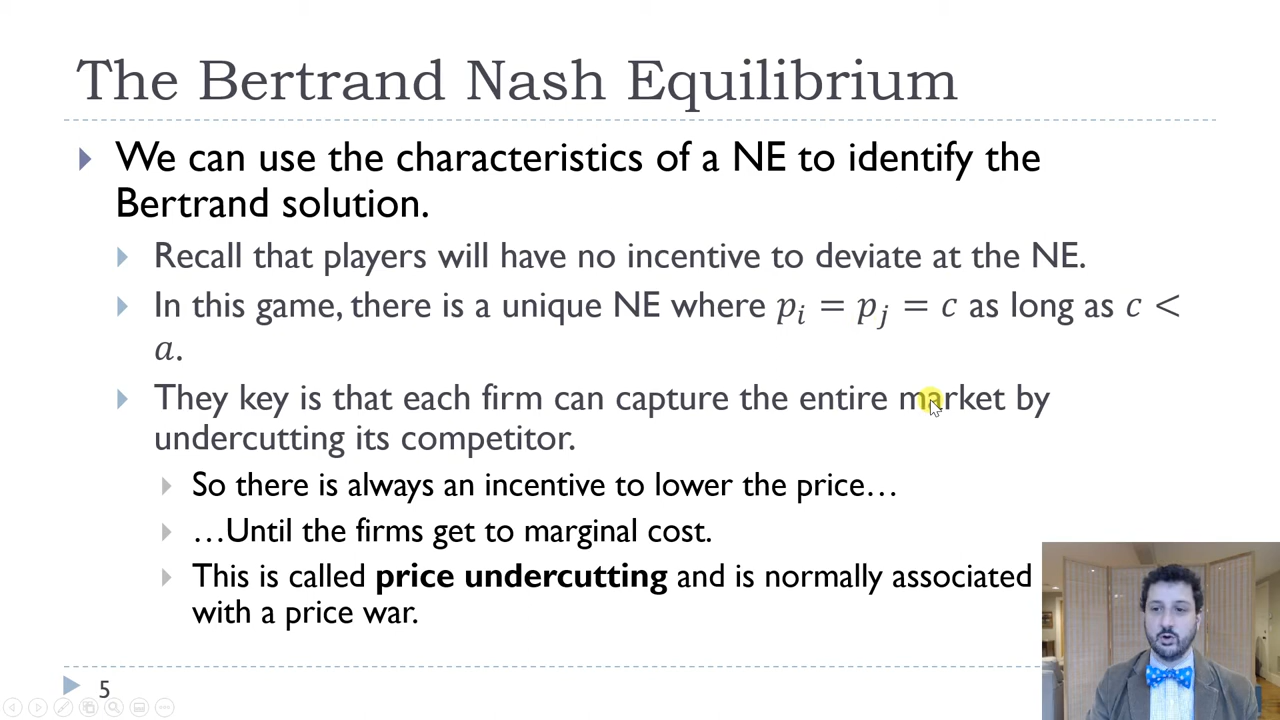 The Bertrand Nash Equilibrium
We can use the characteristics of a NE to identify the
Bertrand solution.
Recall that players will have no incentive to deviate at the NE.
In this game, there is a unique NE where pᵢ = pⱼ = c as long as c <
a.
They key is that each firm can capture the entire market by
undercutting its competitor.
So there is always an incentive to lower the price…
…Until the firms get to marginal cost.
This is called price undercutting and is normally associated
with a price war.
5